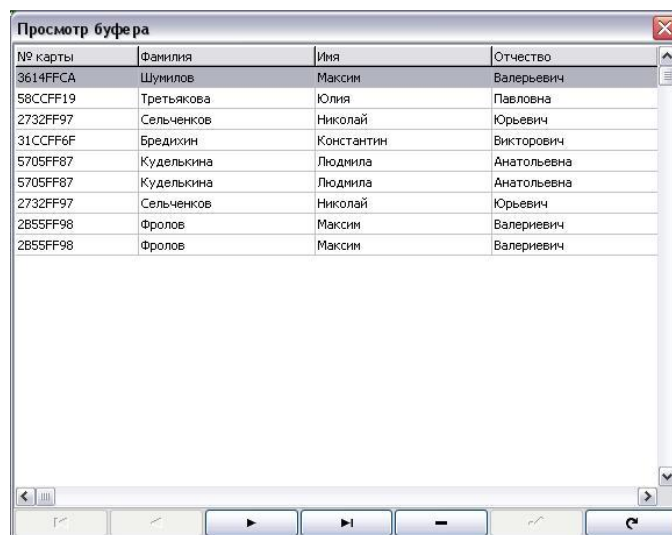 Просмотр буфера
№ карты Фамилия Имя Отчество
3614FFCA Шумилов Максим Валерьевич
58CCFF19 Третьякова Юлия Павловна
2732FF97 Сельченков Николай Юрьевич
31CCFF6F Бредихин Константин Викторович
5705FF87 Куделькина Людмила Анатольевна
5705FF87 Куделькина Людмила Анатольевна
2732FF97 Сельченков Николай Юрьевич
2B55FF98 Фролов Максим Валериевич
2B55FF98 Фролов Максим Валериевич